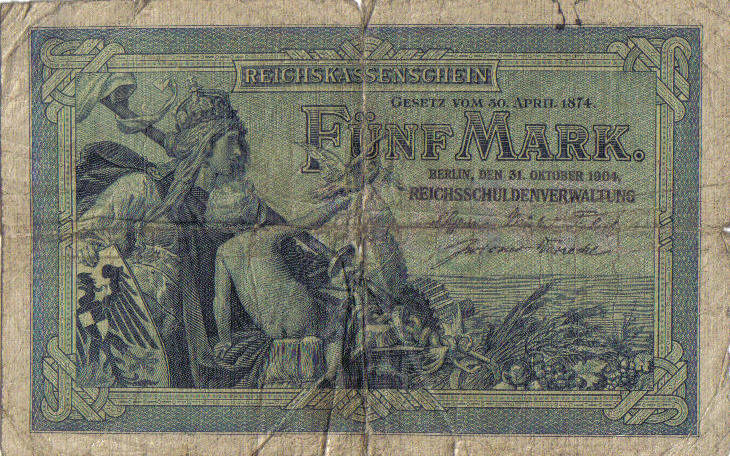 REICHSKASSENSCHEIN
GESETZ VOM 30. APRIL 1874.
FÜNF MARK.
BERLIN, DEN 31. OKTOBER 1904.
REICHSSCHULDENVERWALTUNG